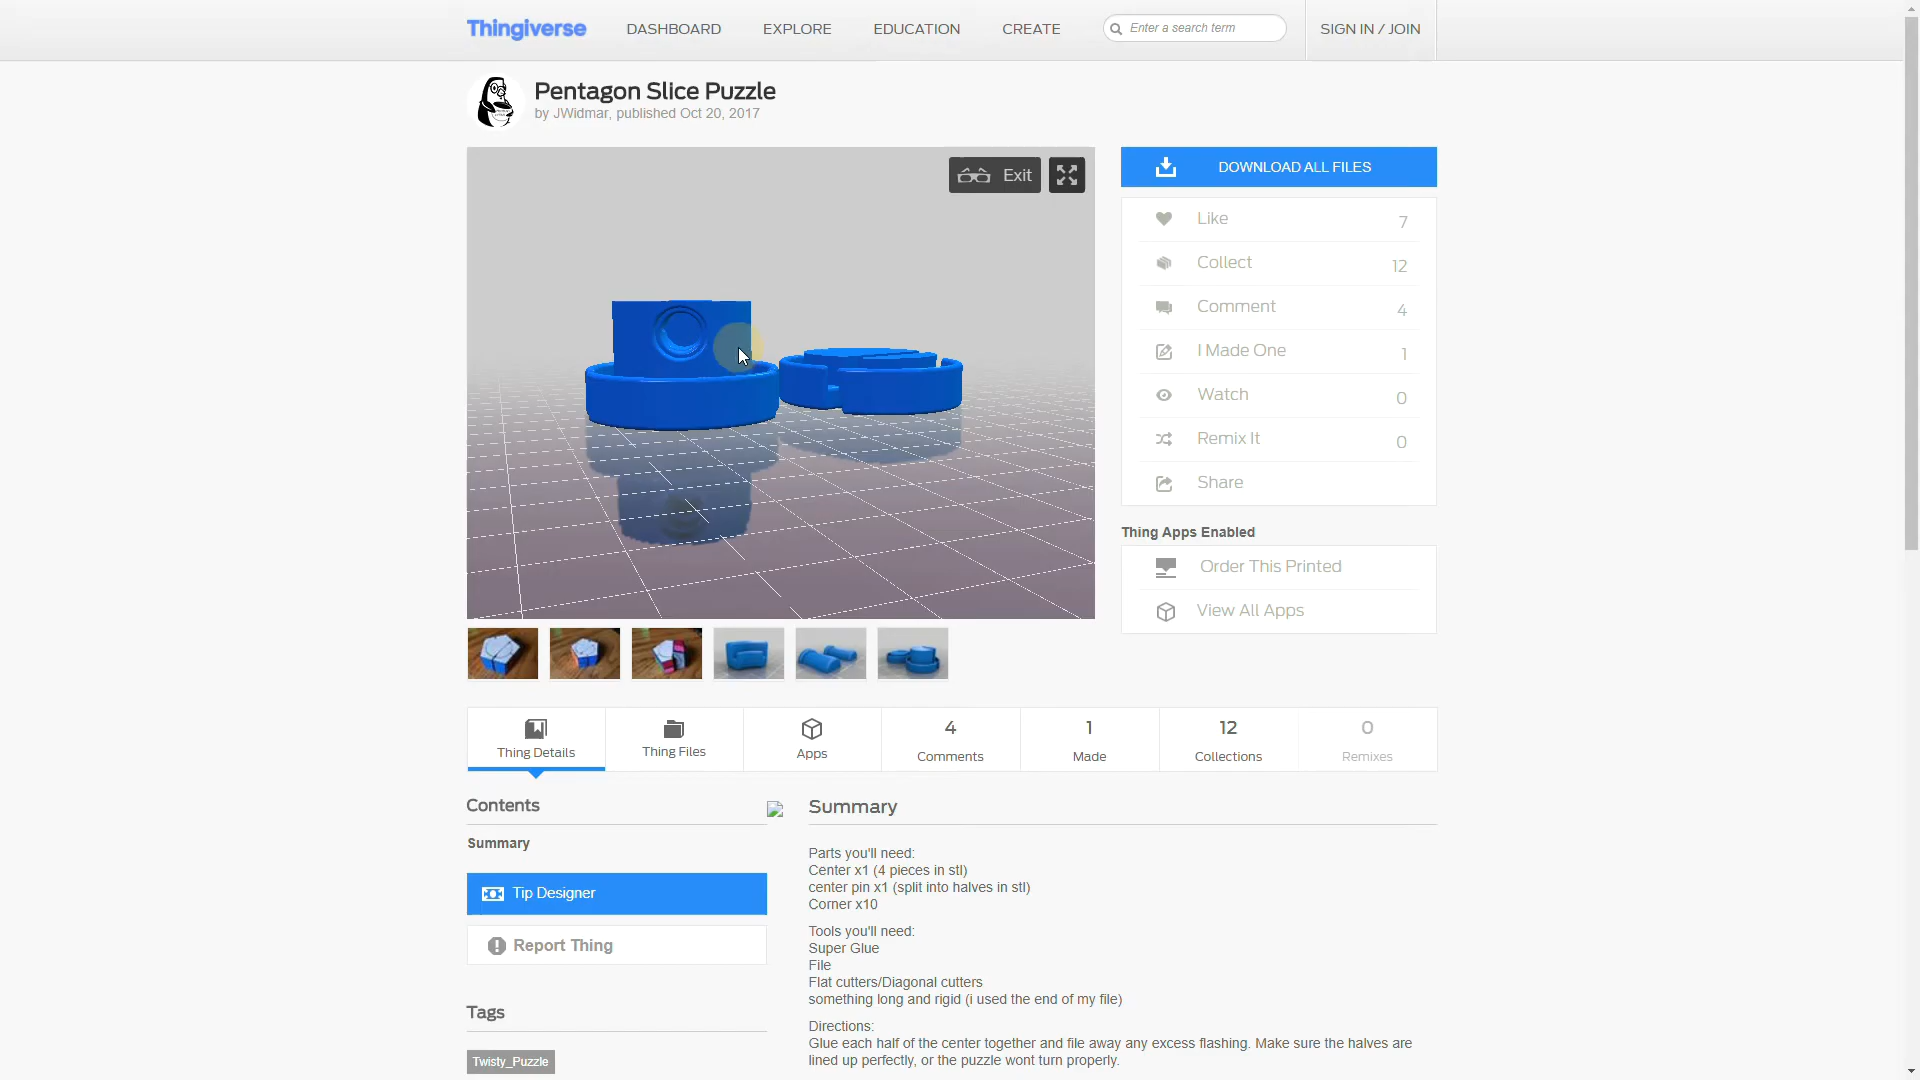 Thingiverse
DASHBOARD
EXPLORE
EDUCATION
CREATE
Enter a search term
SIGN IN / JOIN
Pentagon Slice Puzzle
by JWidmar, published Oct 20, 2017
Exit
DOWNLOAD ALL FILES
Like 7
Collect 12
Comment 4
I Made One 1
Watch 0
Remix It 0
Share
Thing Apps Enabled
Order This Printed
View All Apps
Thing Details
Thing Files
Apps
4 Comments
1 Made
12 Collections
0 Remixes
Contents
Summary
Tip Designer
Report Thing
Tags
Twisty_Puzzle
Summary
Parts you'll need:
Center x1 (4 pieces in stl)
center pin x1 (split into halves in stl)
Corner x10
Tools you'll need:
Super Glue
File
Flat cutters/Diagonal cutters
something long and rigid (i used the end of my file)
Directions:
Glue each half of the center together and file away any excess flashing. Make sure the halves are
lined up perfectly, or the puzzle wont turn properly.